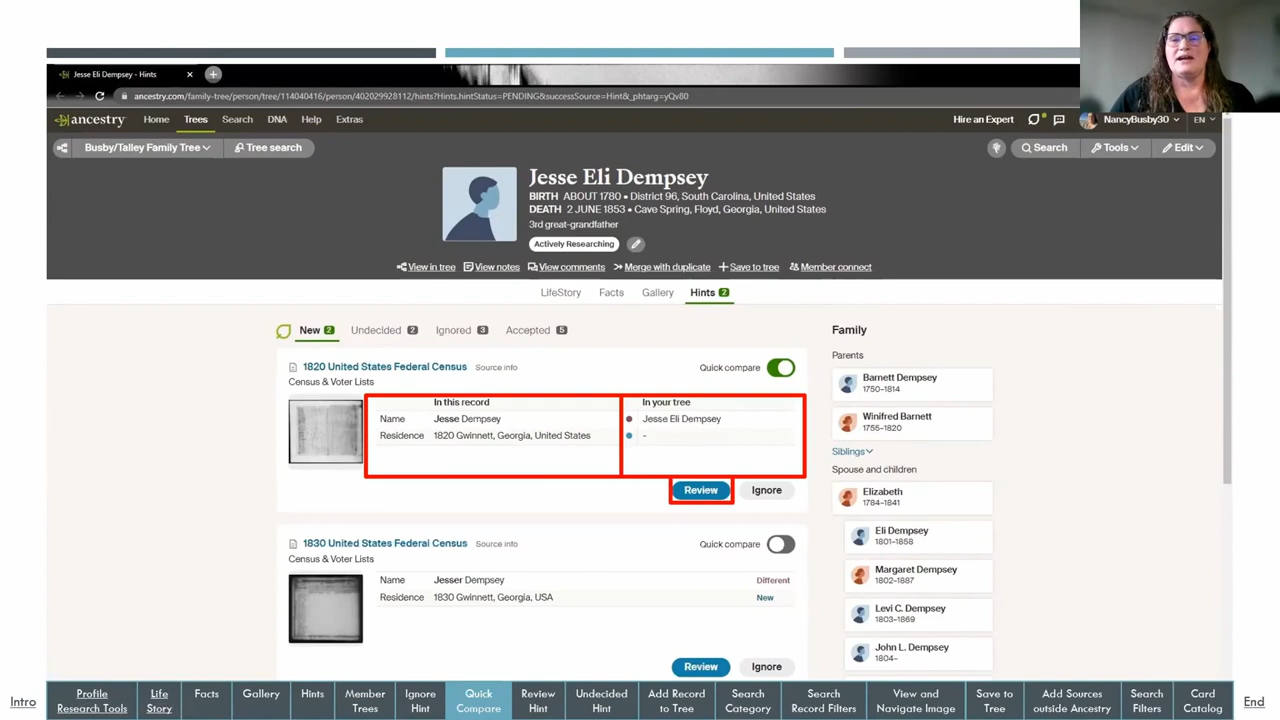 Jesse Eli Dempsey - Hints
ancestry.com/family-tree/person/tree/114040416/person/402029928112/hints?Hints.hintStatus=PENDING&successSource=Hint&_phtarg=yQv80
ancestry Home Trees Search DNA Help Extras Hire an Expert NancyBusby30 EN
Busby/Talley Family Tree Tree search Search Tools Edit
Jesse Eli Dempsey
BIRTH ABOUT 1780 • District 96, South Carolina, United States
DEATH 2 JUNE 1853 • Cave Spring, Floyd, Georgia, United States
3rd great-grandfather
Actively Researching
View in tree View notes View comments Merge with duplicate Save to tree Member connect
LifeStory Facts Gallery Hints 2
New 2 Undecided 2 Ignored 3 Accepted 5
1820 United States Federal Census Source info Quick compare
Census & Voter Lists
In this record In your tree
Name Jesse Dempsey Jesse Eli Dempsey
Residence 1820 Gwinnett, Georgia, United States -
Review Ignore
1830 United States Federal Census Source info Quick compare
Census & Voter Lists
Name Jesser Dempsey Different
Residence 1830 Gwinnett, Georgia, USA New
Review Ignore
Family
Parents
Barnett Dempsey
1750–1814
Winifred Barnett
1755–1820
Siblings
Spouse and children
Elizabeth
1784–1841
Eli Dempsey
1801–1858
Margaret Dempsey
1802–1887
Levi C. Dempsey
1803–1869
John L. Dempsey
1804–
Intro
Profile
Research Tools
Life
Story
Facts
Gallery
Hints
Member
Trees
Ignore
Hint
Quick
Compare
Review
Hint
Undecided
Hint
Add Record
to Tree
Search
Category
Search
Record Filters
View and
Navigate Image
Save to
Tree
Add Sources
outside Ancestry
Search
Filters
Card
Catalog
End